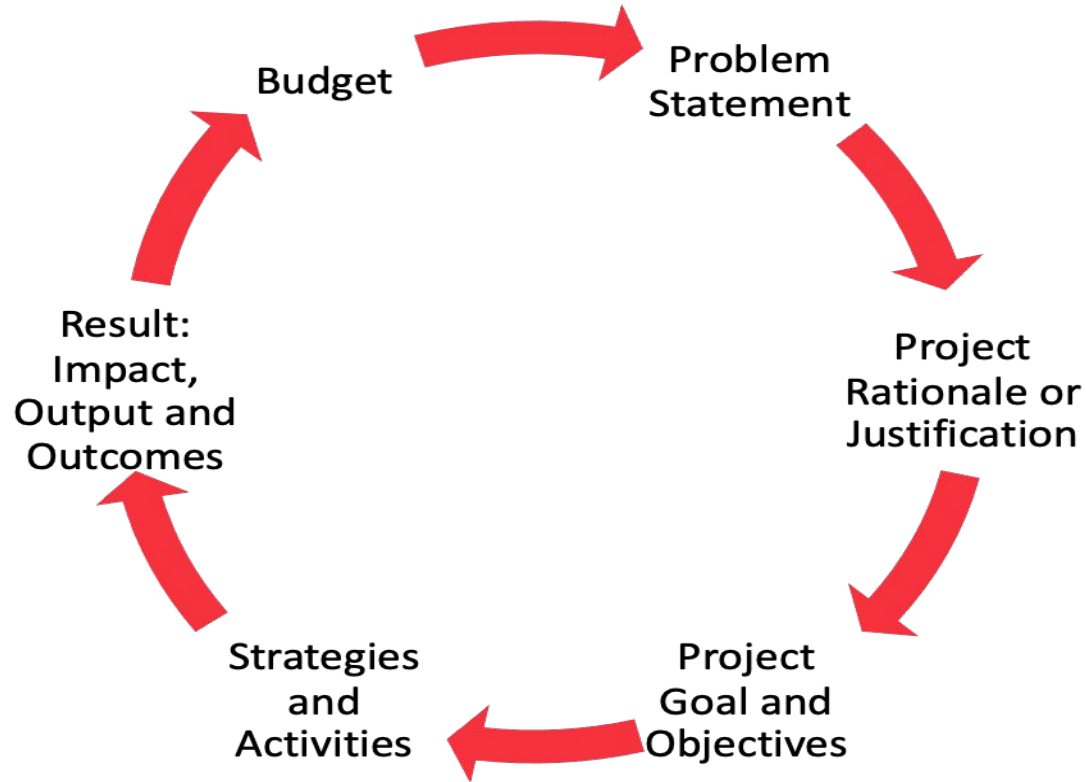 Budget
Problem
Statement
Project
Rationale or
Justification
Project
Goal and
Objectives
Strategies
and
Activities
Result:
Impact,
Output and
Outcomes